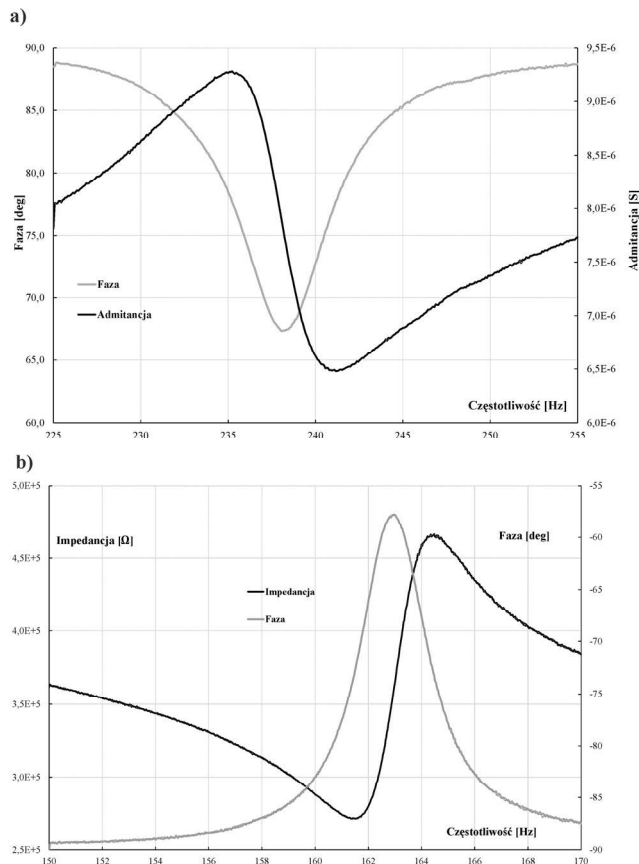 a)
90,0
9,5E-6
85,0
9,0E-6
8,5E-6
80,0
8,0E-6
75,0
7,5E-6
70,0
7,0E-6
65,0
6,5E-6
60,0
6,0E-6
Faza [deg]
Admitancja [S]
Faza
Admitancja
Częstotliwość [Hz]
225 230 235 240 245 250 255
b)
5,0E+5
-55
Impedancja [Ω]
Faza [deg]
4,5E+5
-60
-65
4,0E+5
-70
3,5E+5
-75
-80
3,0E+5
-85
2,5E+5
-90
Impedancja
Faza
Częstotliwość [Hz]
150 152 154 156 158 160 162 164 166 168 170